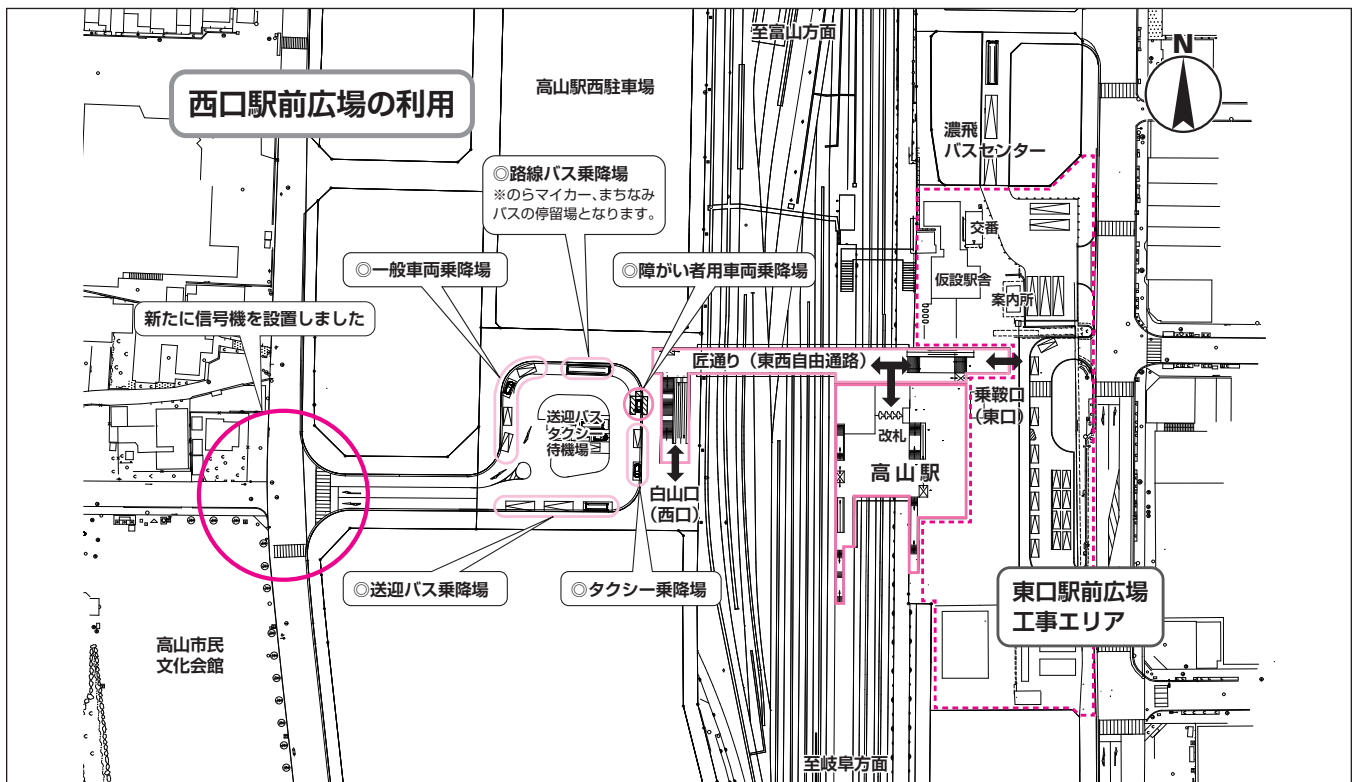 至富山方面
N
西口駅前広場の利用
高山駅西駐車場
濃飛
バスセンター
◎路線バス乗降場
※のらマイカー、まちなみ
バスの停留場となります。
交番
◎一般車両乗降場
◎障がい者用車両乗降場
仮設駅舎
案内所
新たに信号機を設置しました
匠通り（東西自由通路）
乗鞍口
（東口）
送迎バス
タクシー
待機場
改札
高山駅
白山口
（西口）
◎送迎バス乗降場
◎タクシー乗降場
東口駅前広場
工事エリア
高山市民
文化会館
至岐阜方面